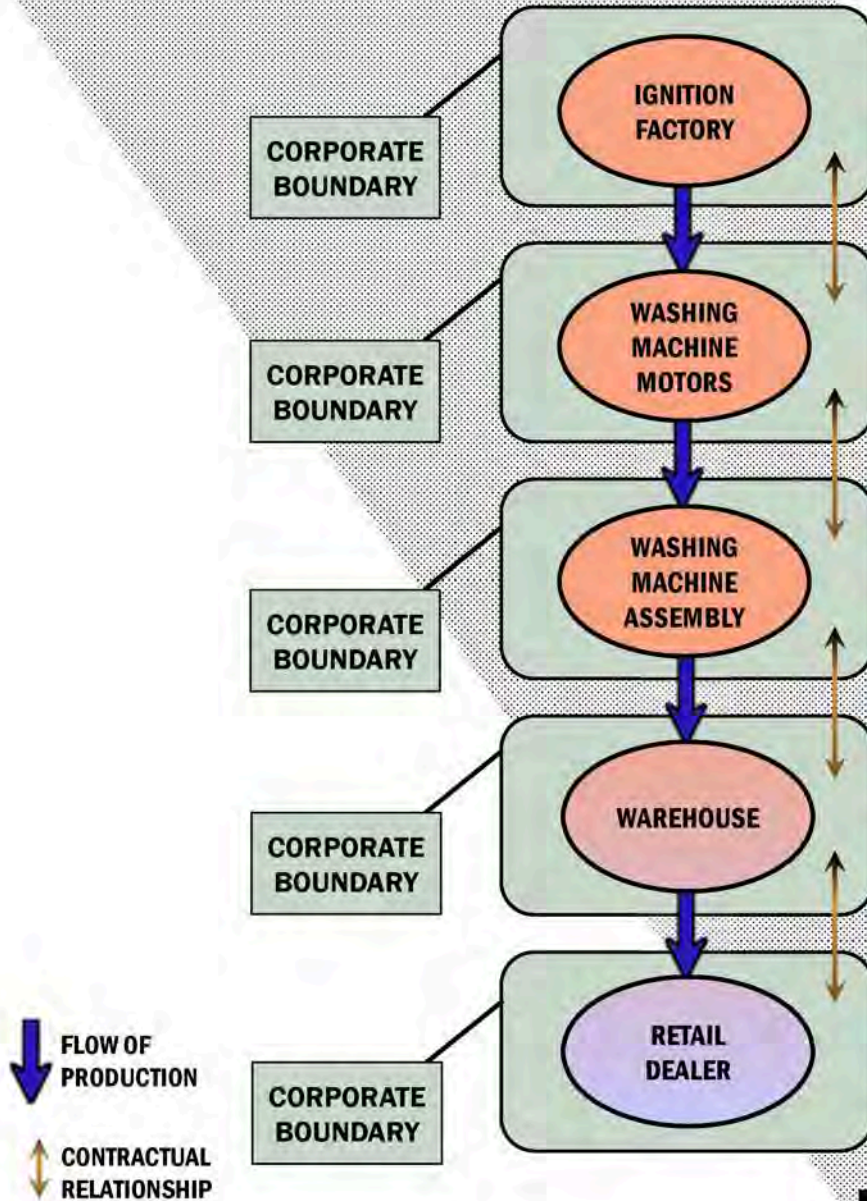 IGNITION
FACTORY
CORPORATE
BOUNDARY
WASHING
MACHINE
MOTORS
CORPORATE
BOUNDARY
WASHING
MACHINE
ASSEMBLY
CORPORATE
BOUNDARY
WAREHOUSE
CORPORATE
BOUNDARY
RETAIL
DEALER
CORPORATE
BOUNDARY
FLOW OF
PRODUCTION
CONTRACTUAL
RELATIONSHIP